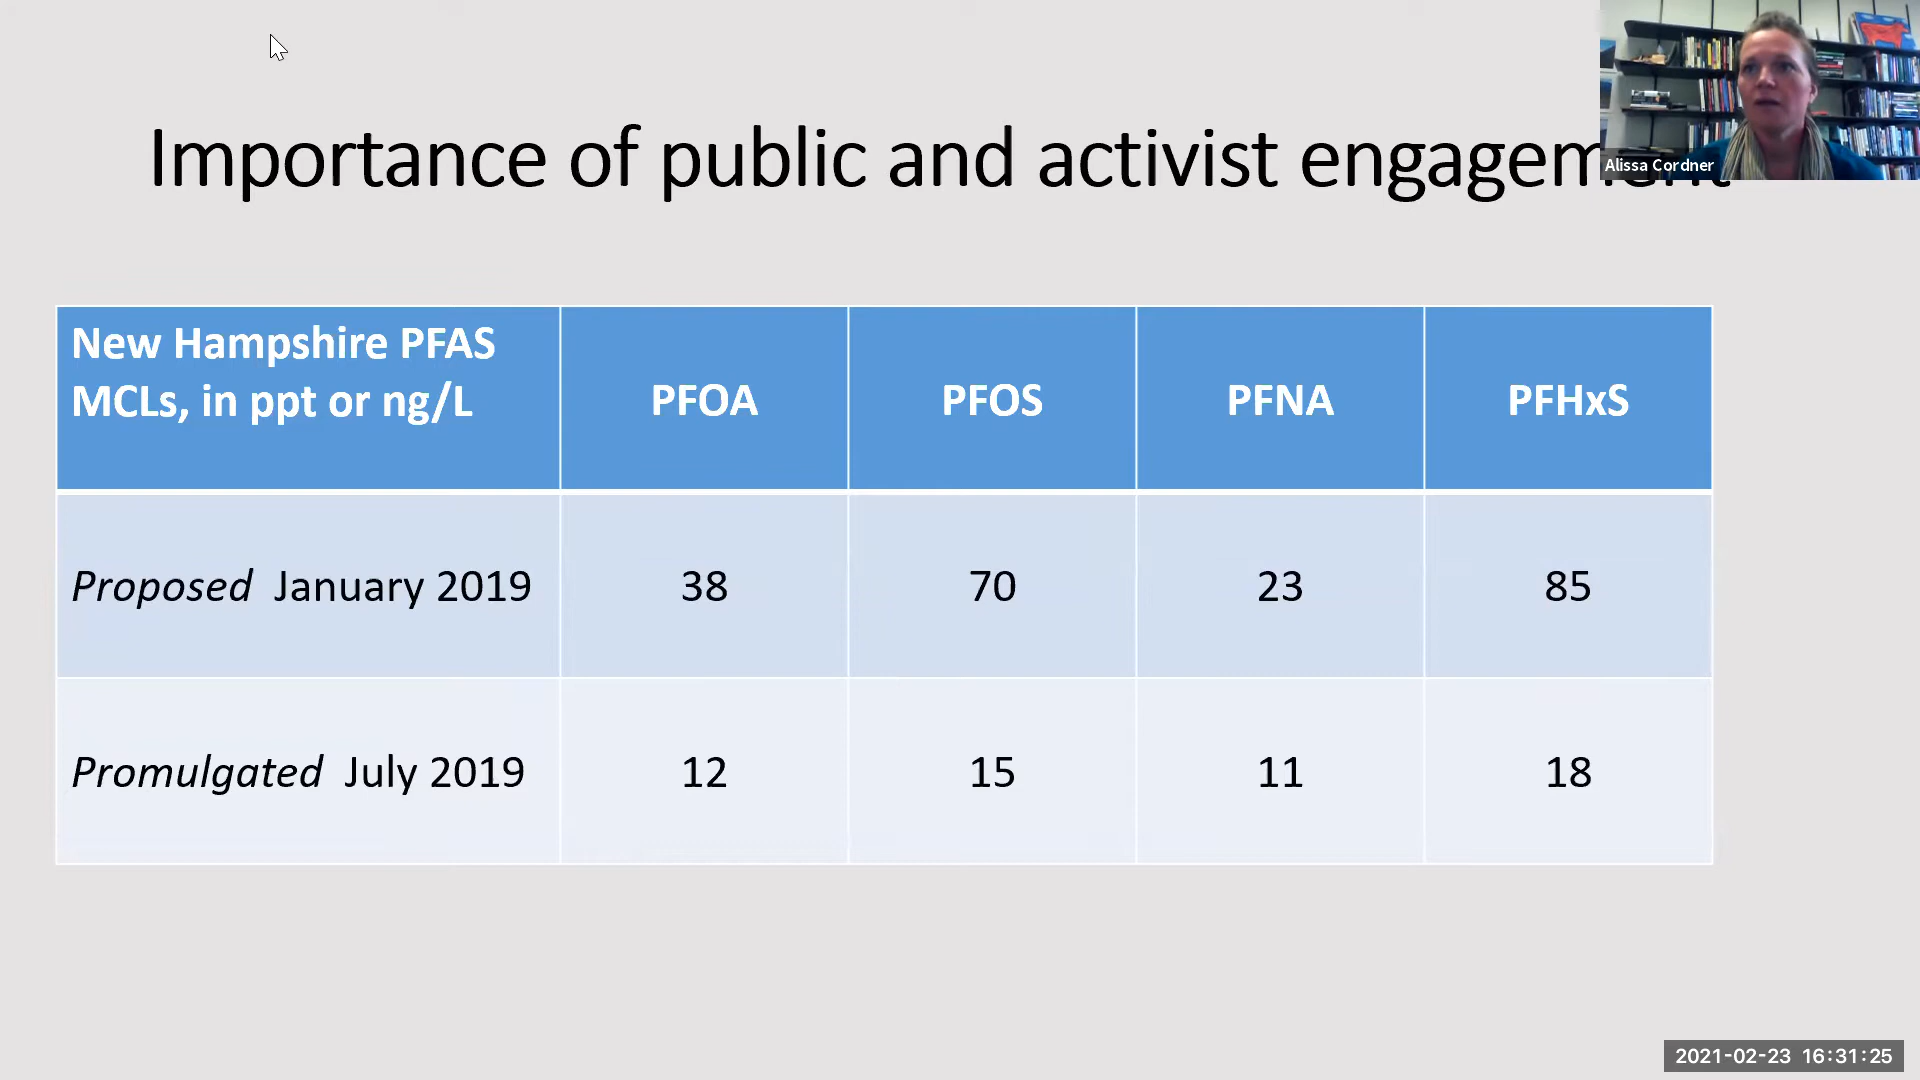 Importance of public and activist engagement
Alissa Cordner
New Hampshire PFAS
MCLs, in ppt or ng/L
PFOA
PFOS
PFNA
PFHxS
Proposed January 2019
38
70
23
85
Promulgated July 2019
12
15
11
18
2021-02-23 16:31:25